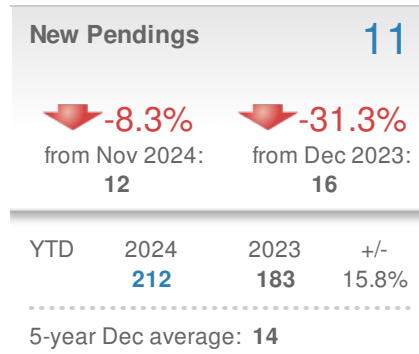 New Pendings 11
-8.3% -31.3%
from Nov 2024: from Dec 2023:
12 16
YTD 2024 2023 +/-
212 183 15.8%
5-year Dec average: 14